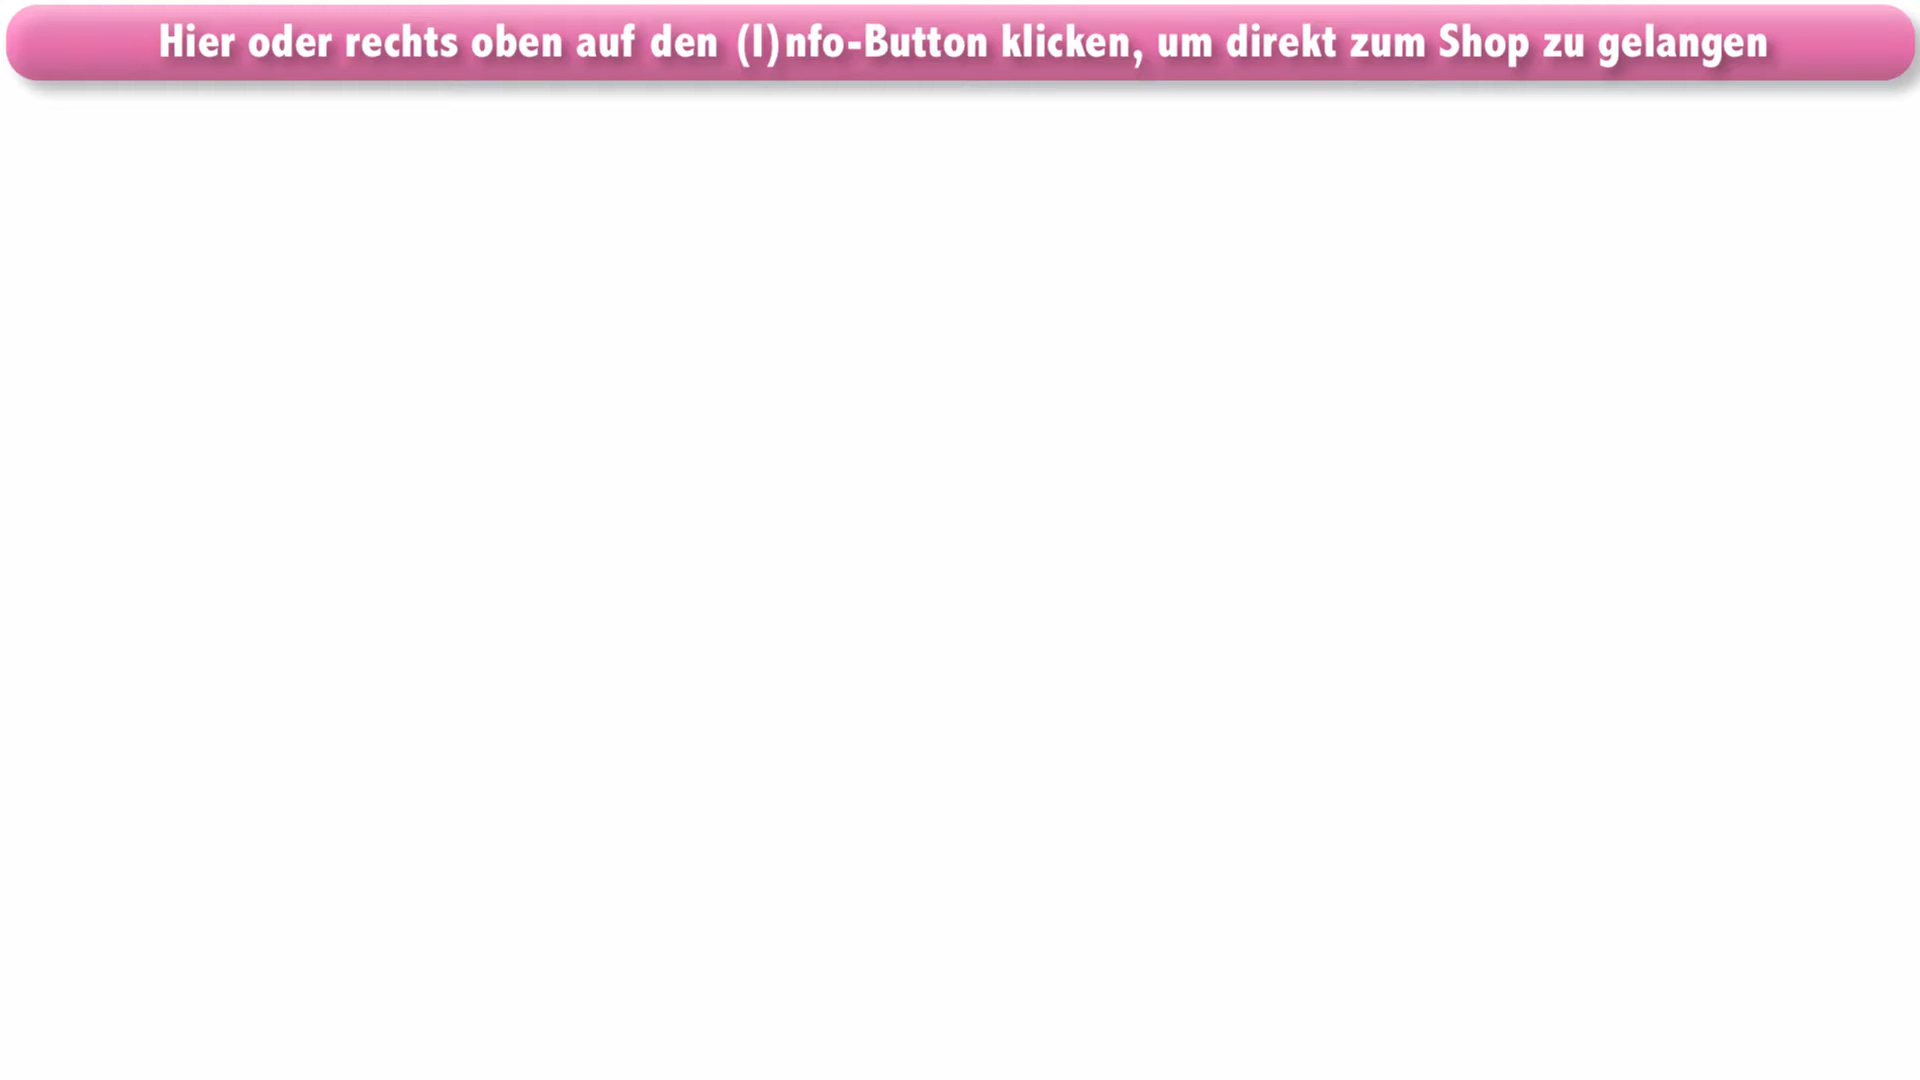 Hier oder rechts oben auf den (I)nfo-Button klicken, um direkt zum Shop zu gelangen